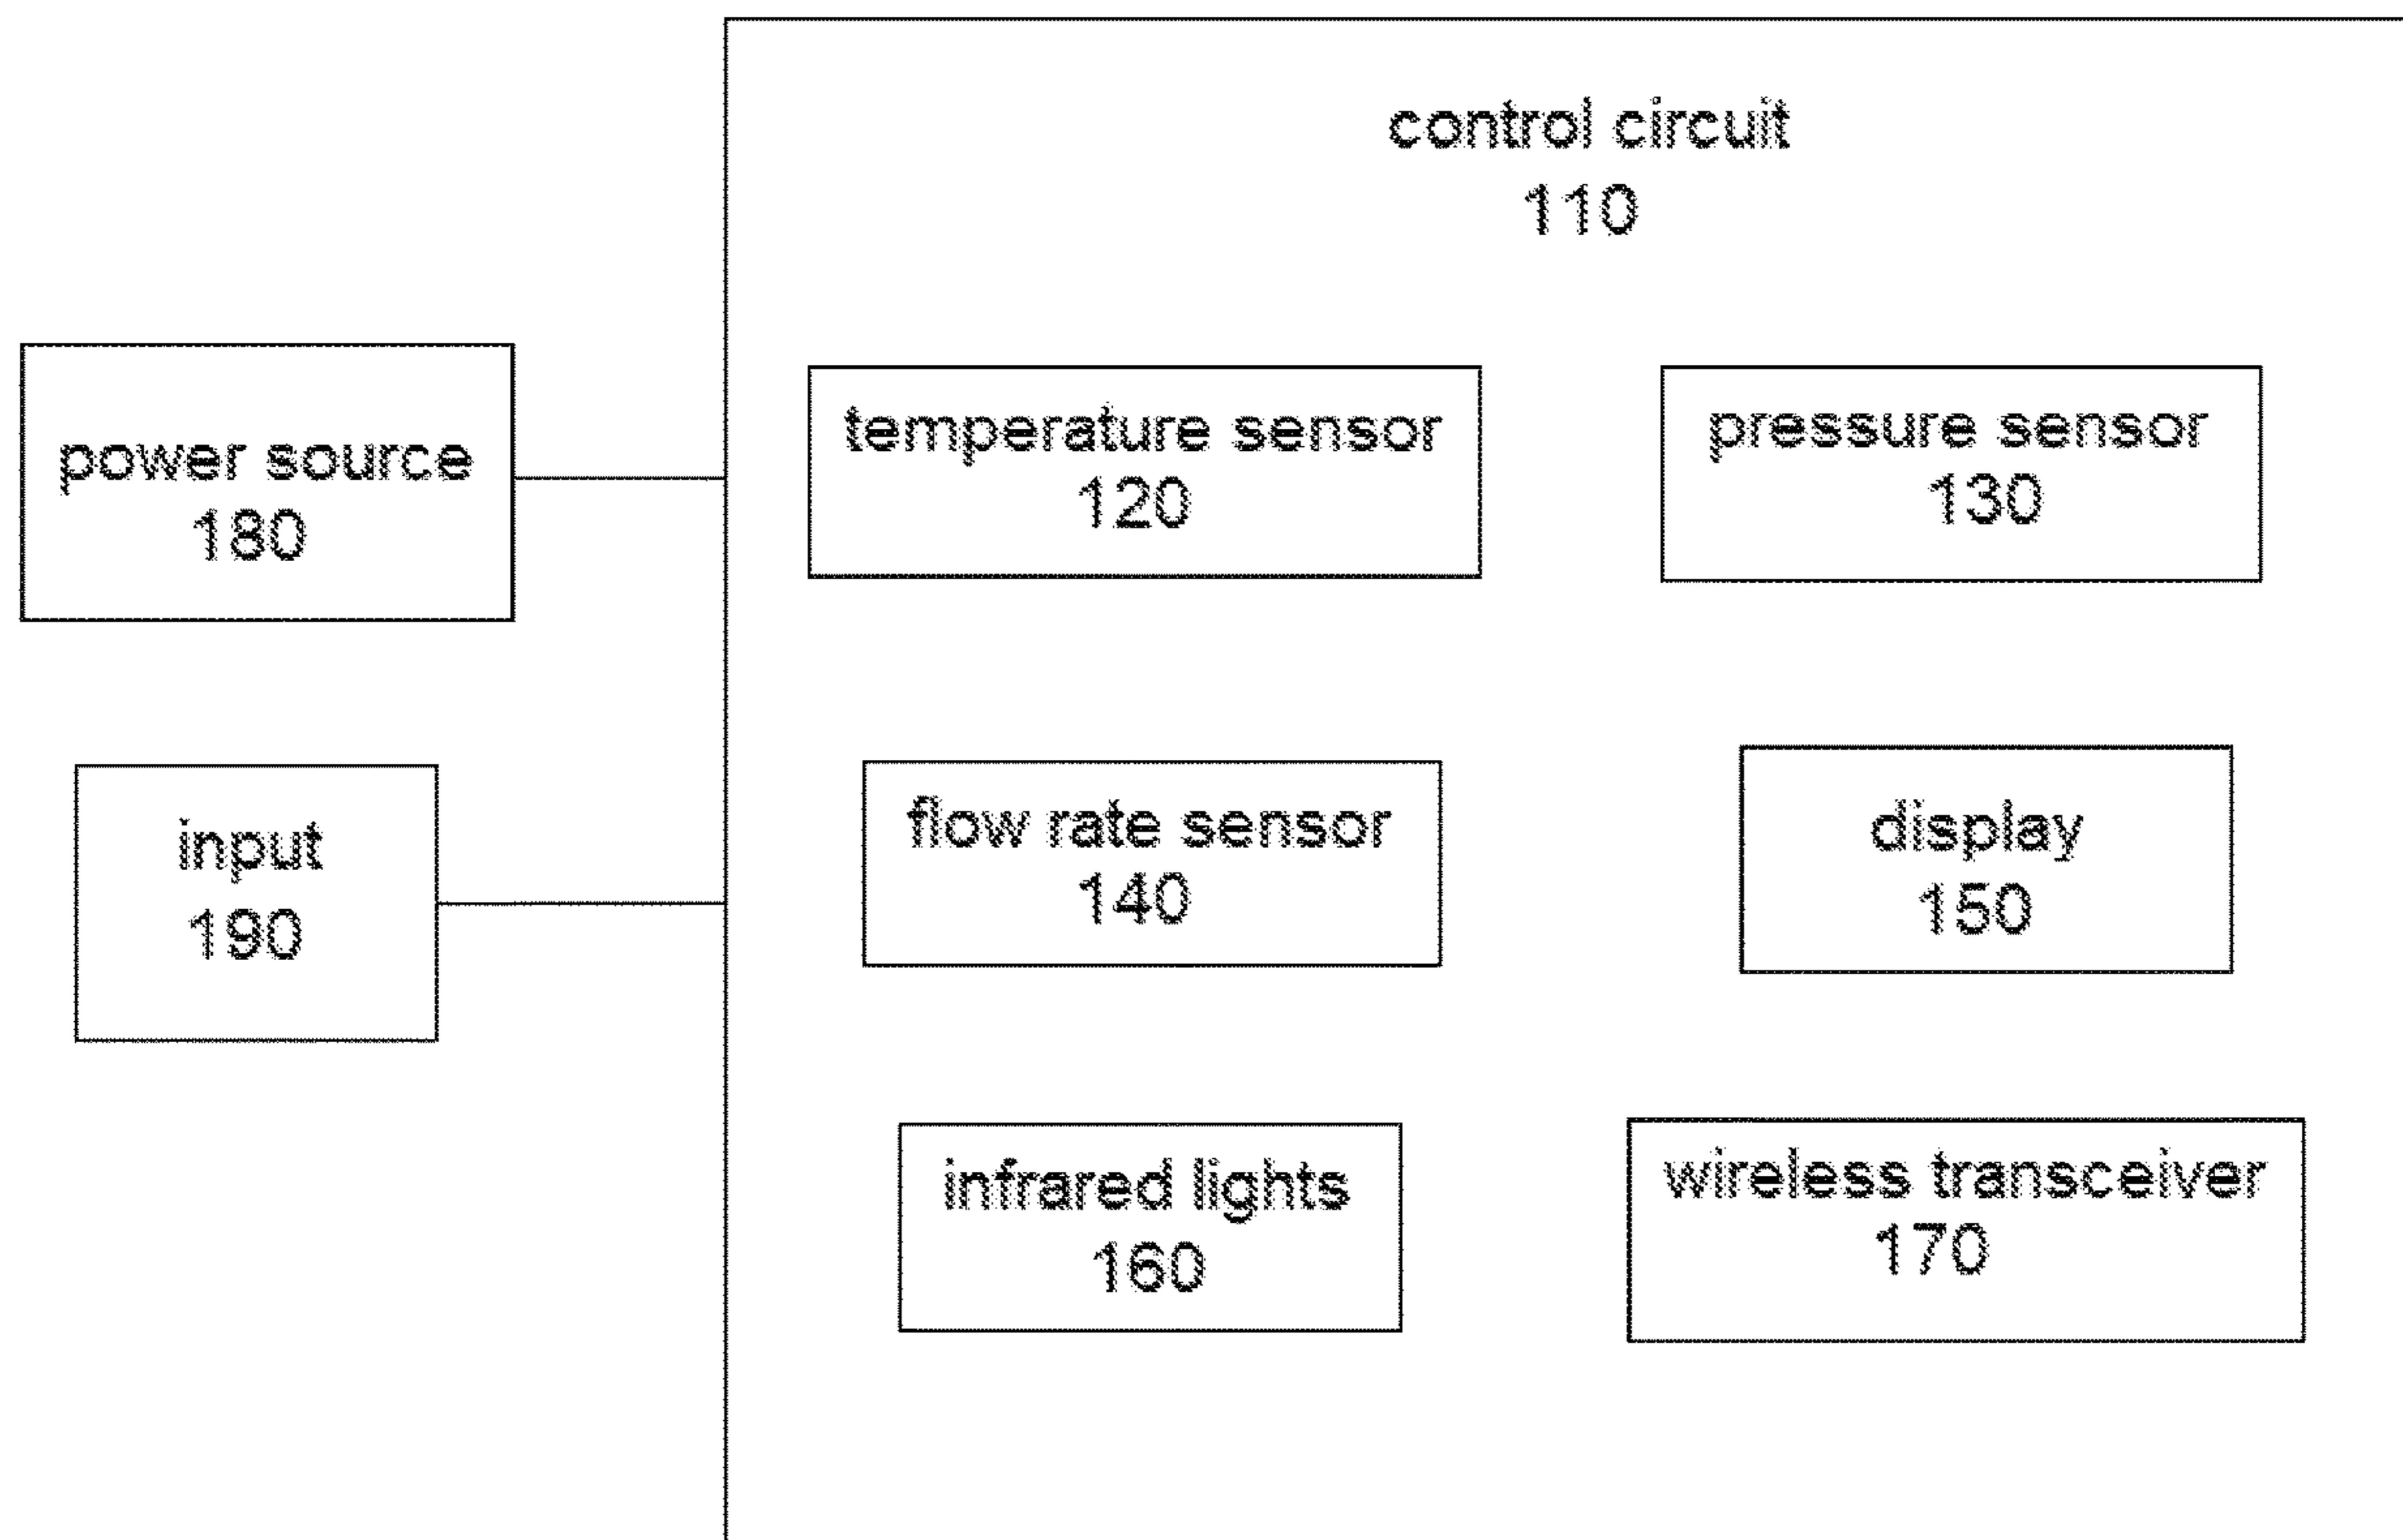 control circuit
110
power source
180
temperature sensor
120
pressure sensor
130
input
190
flow rate sensor
140
display
150
infrared lights
160
wireless transceiver
170